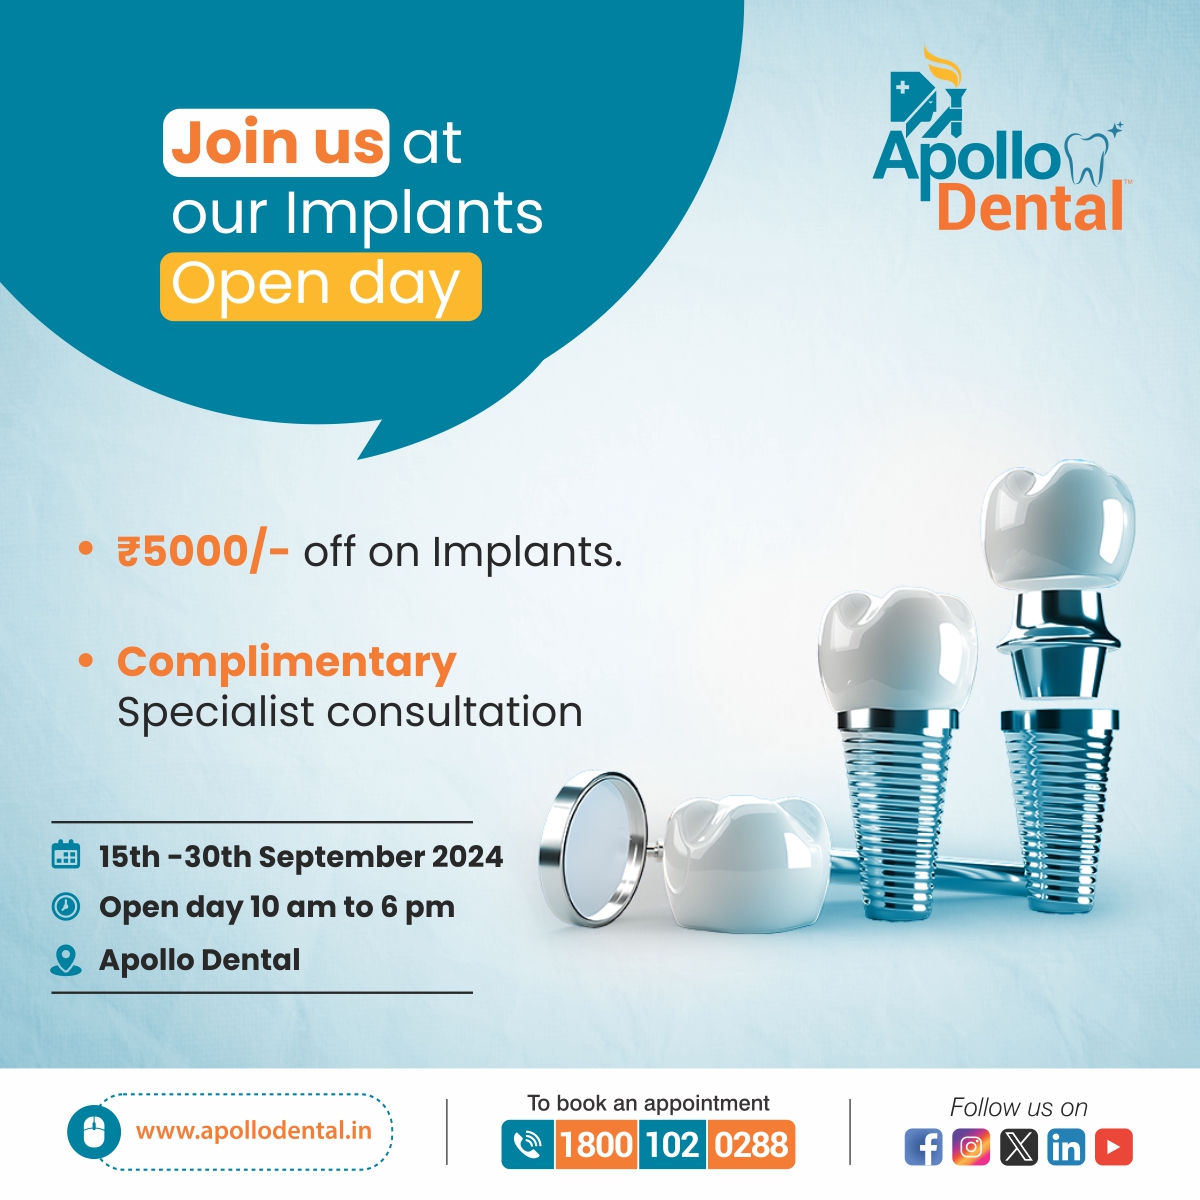 Join us at
our Implants
Open day
Apollo
Dental™
• ₹5000/- off on Implants.
• Complimentary
Specialist consultation
15th -30th September 2024
Open day 10 am to 6 pm
Apollo Dental
www.apollodental.in
To book an appointment
1800 102 0288
Follow us on